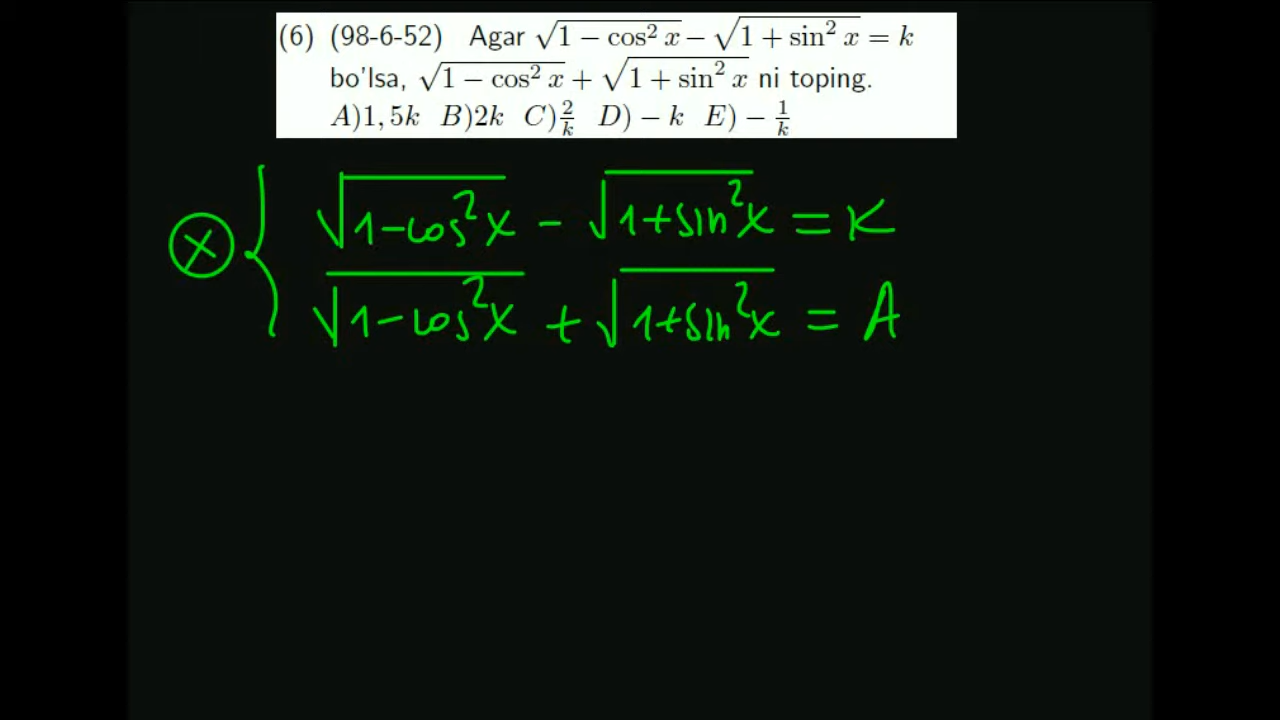 (6) (98-6-52) Agar √1 − cos² x − √1 + sin² x = k
bo'lsa, √1 − cos² x + √1 + sin² x ni toping.
A)1, 5k B)2k C)2/k D) − k E) − 1/k
√1-cos²x - √1+sin²x = K
⊗ {
√1-cos²x + √1+sin²x = A